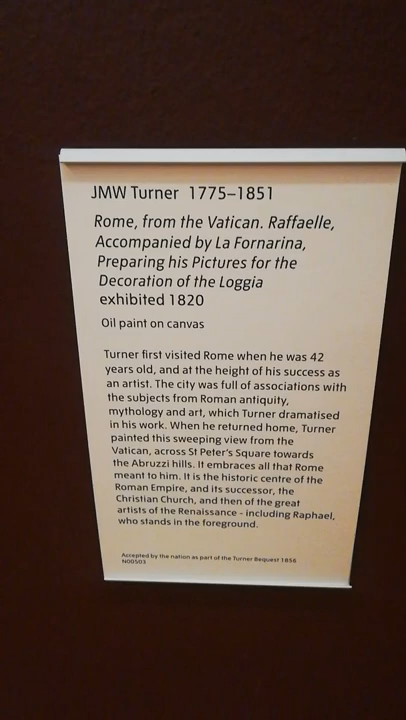 JMW Turner 1775–1851
Rome, from the Vatican. Raffaelle,
Accompanied by La Fornarina,
Preparing his Pictures for the
Decoration of the Loggia
exhibited 1820
Oil paint on canvas
Turner first visited Rome when he was 42
years old, and at the height of his success as
an artist. The city was full of associations with
the subjects from Roman antiquity,
mythology and art, which Turner dramatised
in his work. When he returned home, Turner
painted this sweeping view from the
Vatican, across St Peter's Square towards
the Abruzzi hills. It embraces all that Rome
meant to him. It is the historic centre of the
Roman Empire, and its successor, the
Christian Church, and then of the great
artists of the Renaissance - including Raphael,
who stands in the foreground.
Accepted by the nation as part of the Turner Bequest 1856
N00503